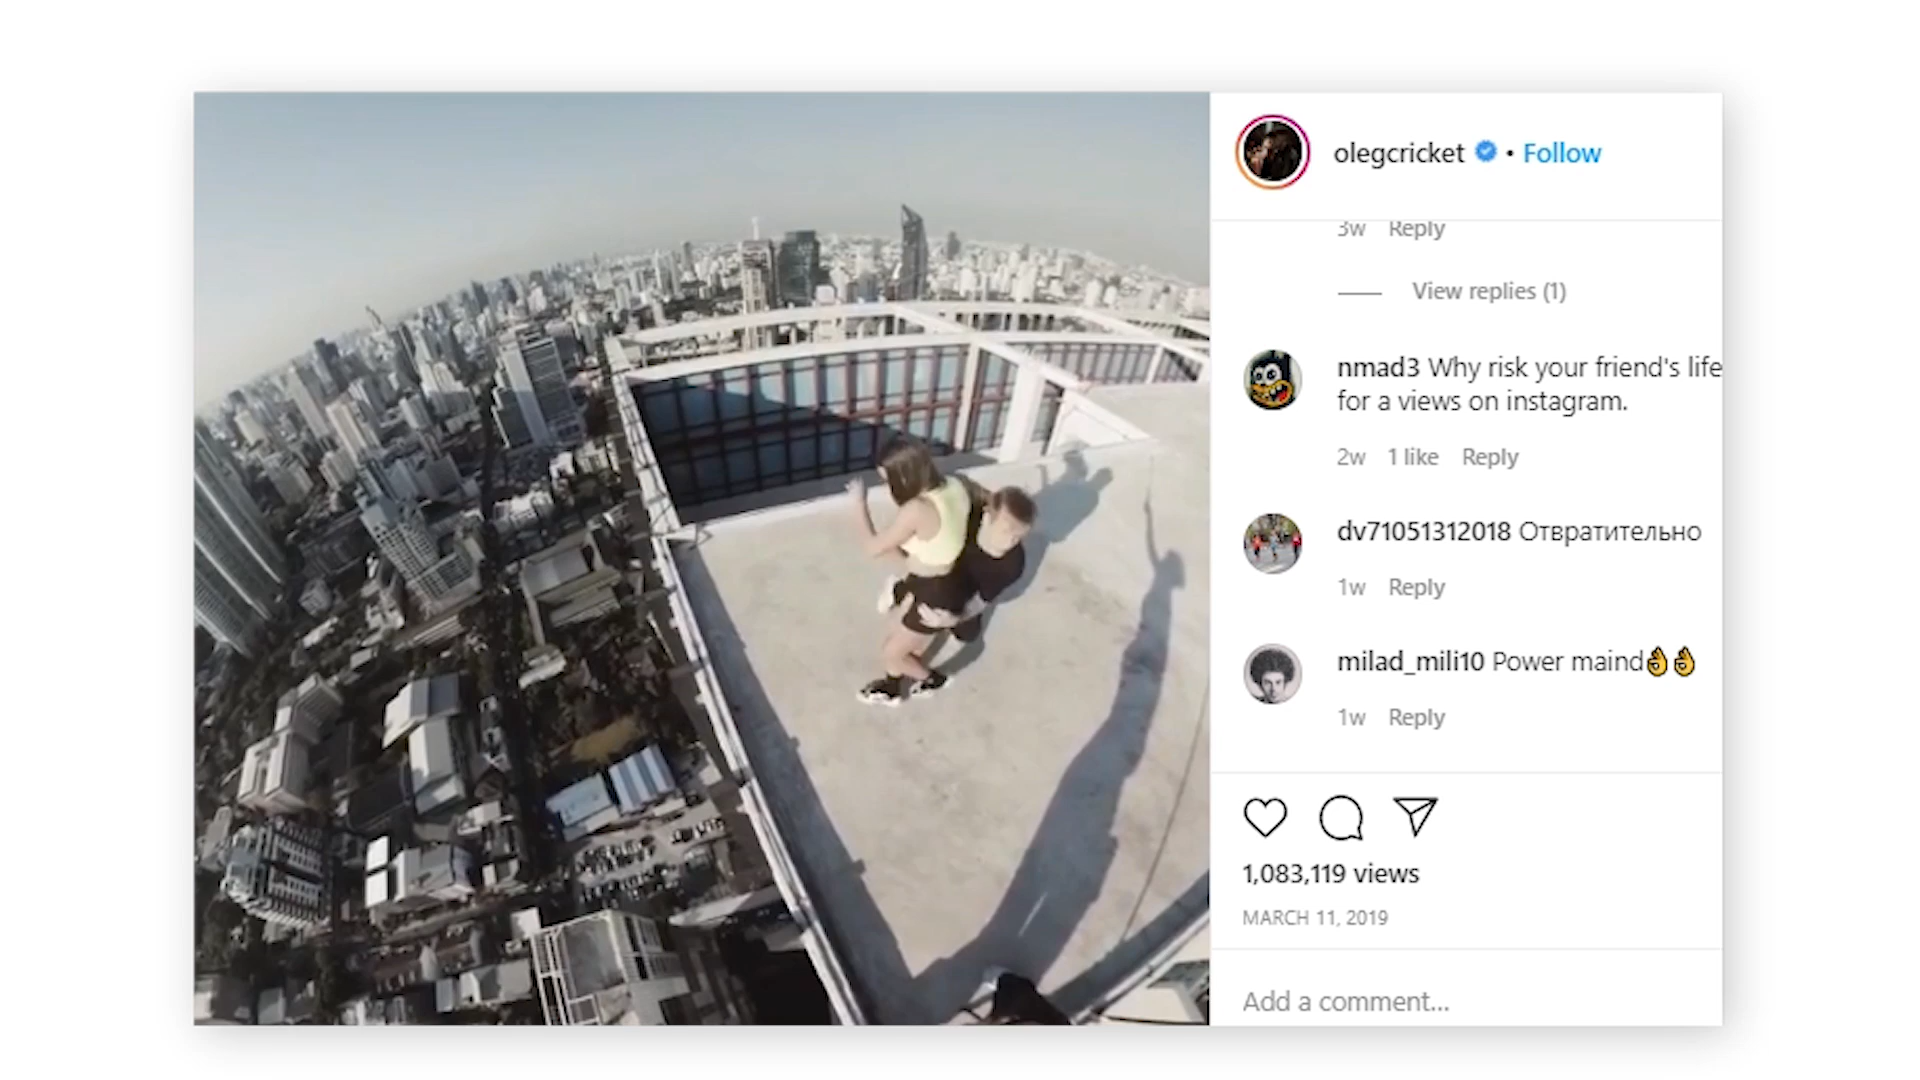 olegcricket • Follow
3w Reply
View replies (1)
nmad3 Why risk your friend's life
for a views on instagram.
2w 1 like Reply
dv71051312018 Отвратительно
1w Reply
milad_mili10 Power maind👌👌
1w Reply
1,083,119 views
MARCH 11, 2019
Add a comment...